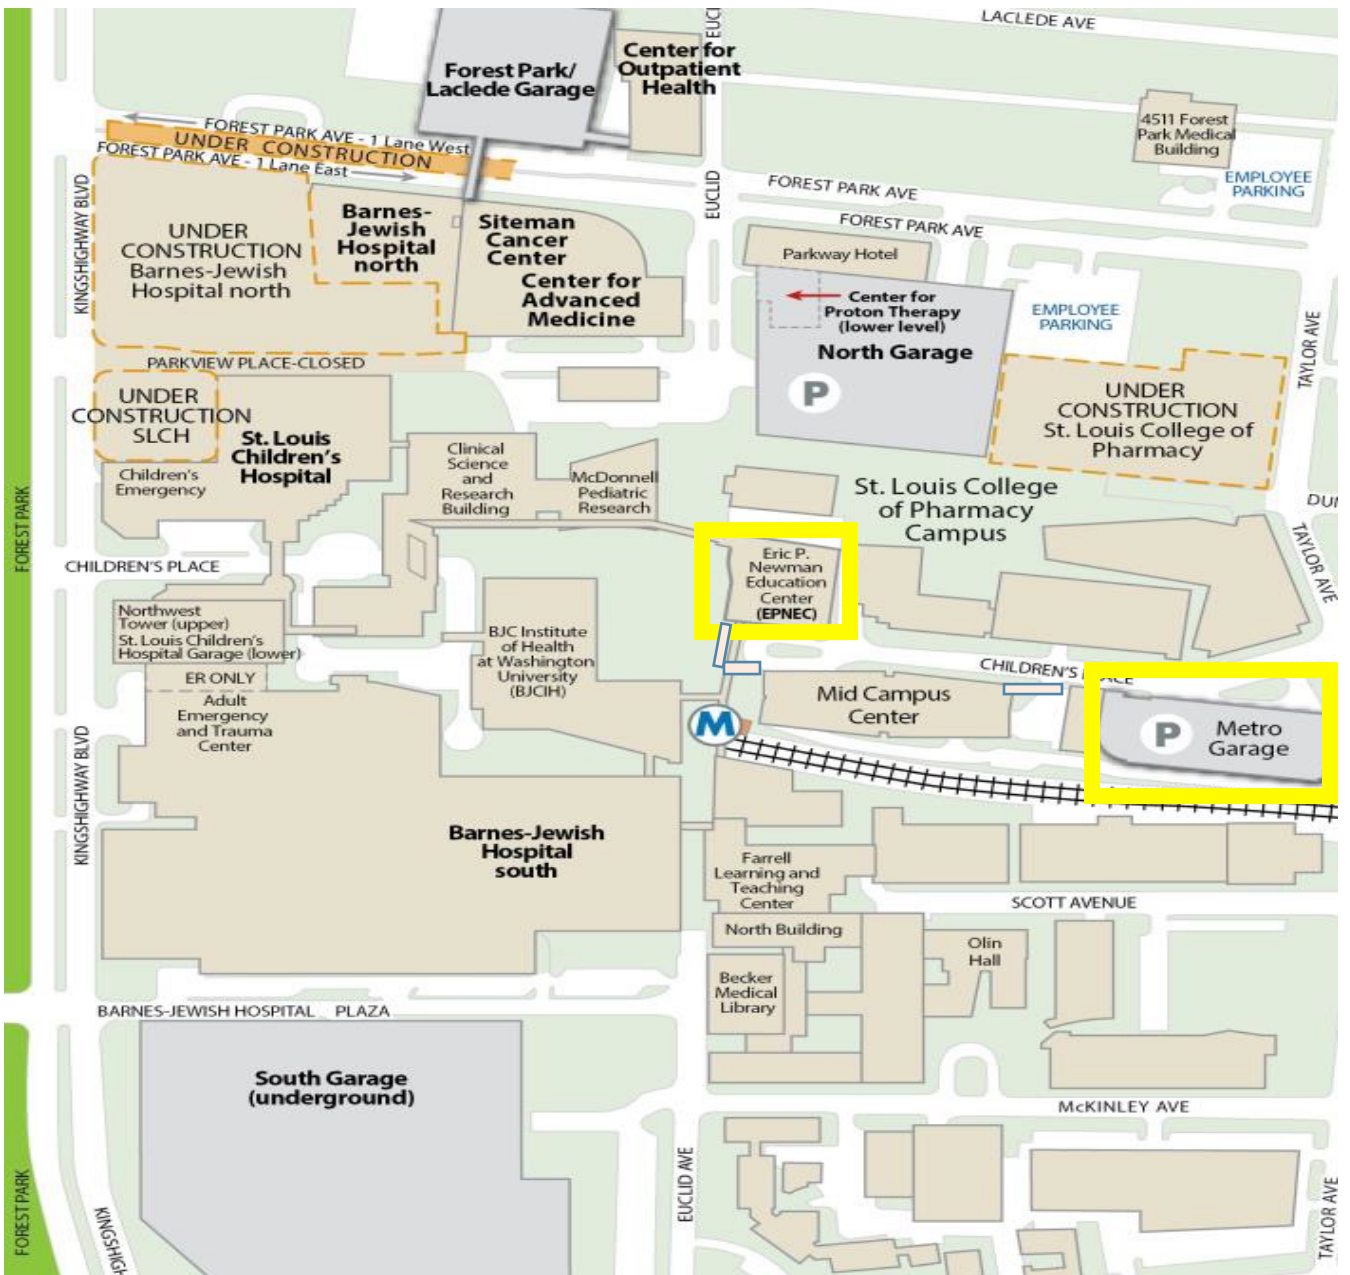 LACLEDE AVE
EUCLID
Center for
Outpatient
Health
Forest Park/
Laclede Garage
4511 Forest
Park Medical
Building
EMPLOYEE
PARKING
FOREST PARK AVE - 1 Lane West
UNDER CONSTRUCTION
FOREST PARK AVE - 1 Lane East
KINGSHIGHWAY BLVD
EUCLID
FOREST PARK AVE
FOREST PARK AVE
UNDER
CONSTRUCTION
Barnes-Jewish
Hospital north
Barnes-
Jewish
Hospital
north
Siteman
Cancer
Center
Center for
Advanced
Medicine
Parkway Hotel
Center for
Proton Therapy
(lower level)
North Garage
P
EMPLOYEE
PARKING
TAYLOR AVE
PARKVIEW PLACE-CLOSED
UNDER
CONSTRUCTION
SLCH
St. Louis
Children's
Hospital
Children's
Emergency
UNDER
CONSTRUCTION
St. Louis College of
Pharmacy
Clinical
Science
and
Research
Building
McDonnell
Pediatric
Research
St. Louis College
of Pharmacy
Campus
DUN
TAYLOR AVE
FOREST PARK
CHILDREN'S PLACE
Eric P.
Newman
Education
Center
(EPNEC)
Northwest
Tower (upper)
St. Louis Children's
Hospital Garage (lower)
ER ONLY
Adult
Emergency
and Trauma
Center
BJC Institute
of Health
at Washington
University
(BJCIH)
CHILDREN'S PLACE
Mid Campus
Center
M
P
Metro
Garage
KINGSHIGHWAY BLVD
Barnes-Jewish
Hospital
south
Farrell
Learning and
Teaching
Center
SCOTT AVENUE
North Building
Olin
Hall
Becker
Medical
Library
BARNES-JEWISH HOSPITAL PLAZA
South Garage
(underground)
McKINLEY AVE
FOREST PARK
KINGSHIGH
EUCLID AVE
TAYLOR AVE